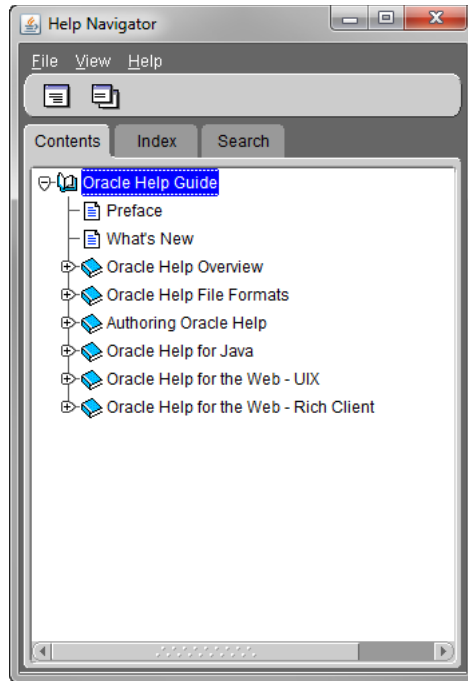 Help Navigator
File View Help
Contents Index Search
Oracle Help Guide
Preface
What's New
Oracle Help Overview
Oracle Help File Formats
Authoring Oracle Help
Oracle Help for Java
Oracle Help for the Web - UIX
Oracle Help for the Web - Rich Client